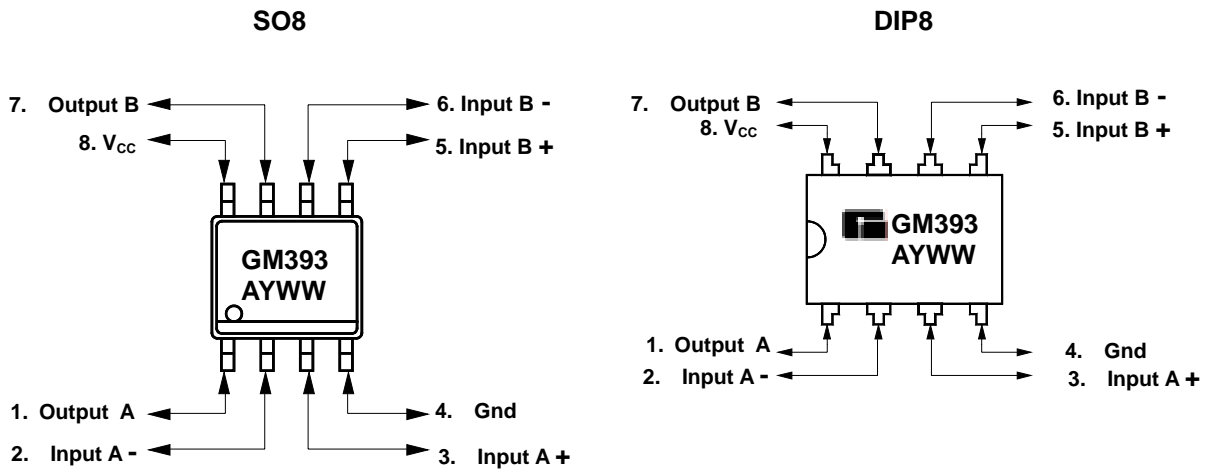 SO8
7. Output B
6. Input B -
8. VCC
5. Input B +
GM393
AYWW
1. Output A
4. Gnd
2. Input A -
3. Input A +
DIP8
7. Output B
6. Input B -
8. VCC
5. Input B +
GM393
AYWW
1. Output A
4. Gnd
2. Input A -
3. Input A +